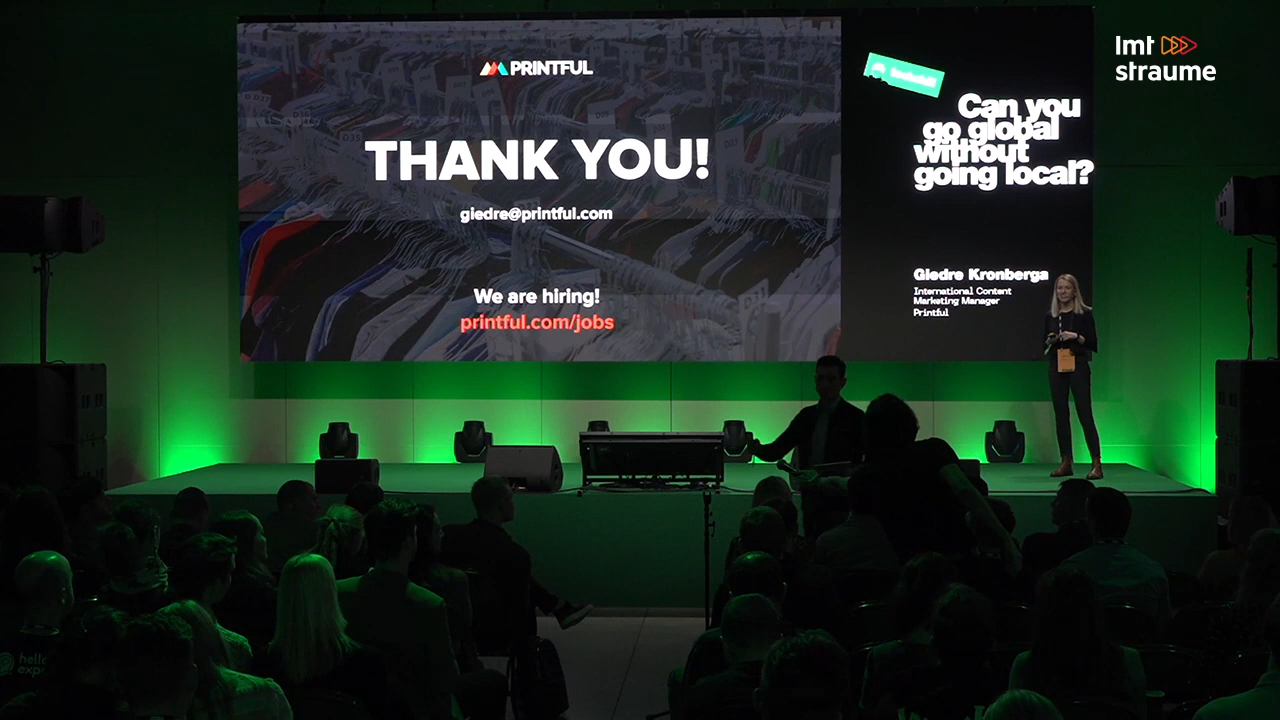 PRINTFUL
THANK YOU!
giedre@printful.com
We are hiring!
printful.com/jobs
Can you
go global
without
going local?
Giedre Kronberga
International Content
Marketing Manager
Printful
lmt
straume
hello